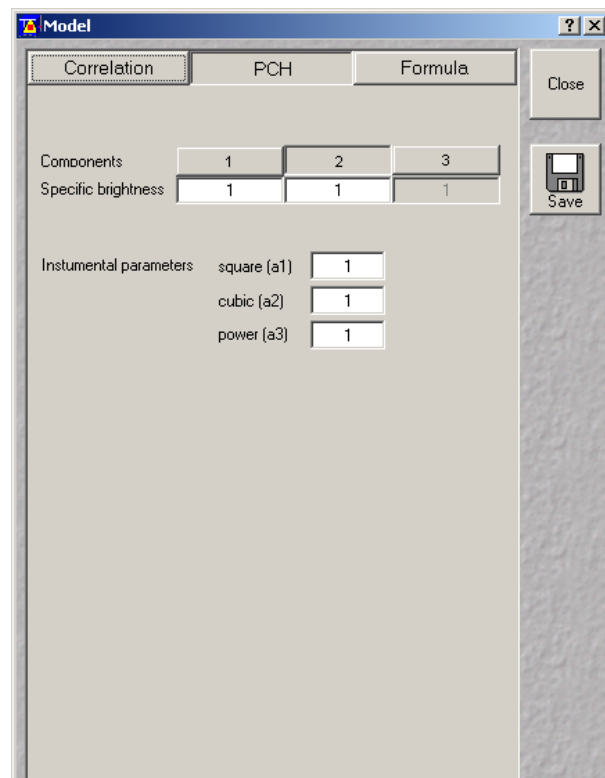 Model ? ×
Correlation PCH Formula
Close
Components 1 2 3
Specific brightness 1 1 1
Save
Instumental parameters square (a1) 1
cubic (a2) 1
power (a3) 1